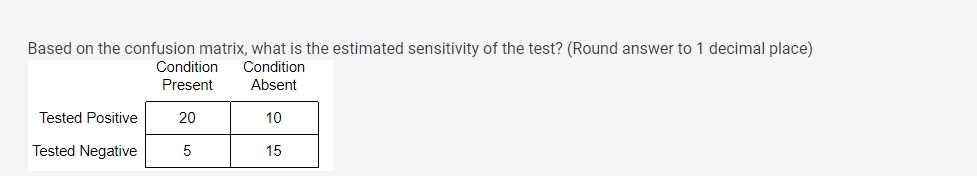 Based on the confusion matrix, what is the estimated sensitivity of the test? (Round answer to 1 decimal place)
Condition Condition
Present Absent
Tested Positive 20 10
Tested Negative 5 15